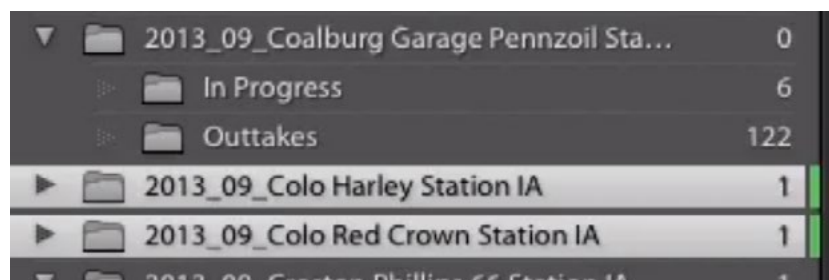 2013_09_Coalburg Garage Pennzoil Sta... 0
In Progress 6
Outtakes 122
2013_09_Colo Harley Station IA 1
2013_09_Colo Red Crown Station IA 1